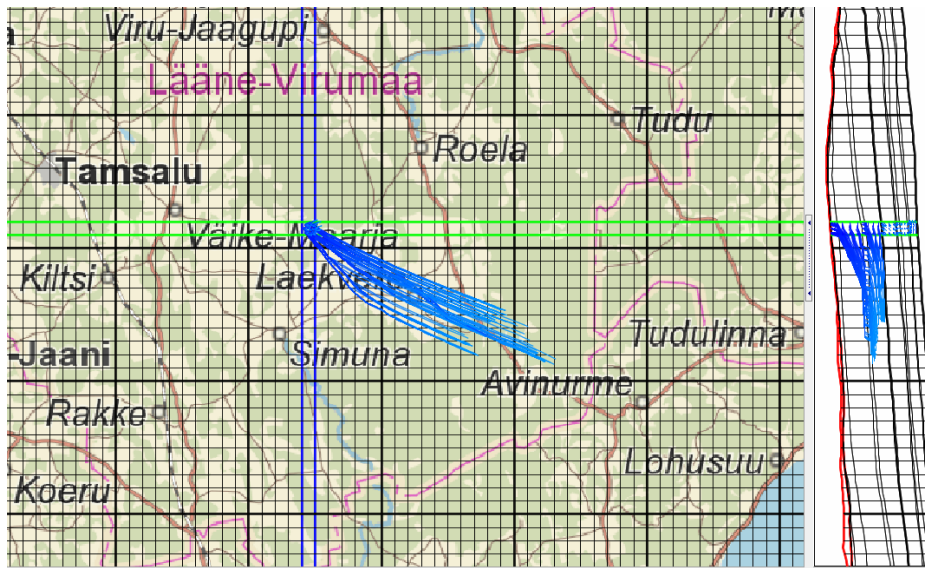 Viru-Jaagupi
Lääne-Virumaa
Tudu
Roela
Tamsalu
Väike-Maarja
Kiltsi
Laekvere
Tudulinna
-Jaani
Simuna
Avinurme
Rakke
Lohusuu
Koeru